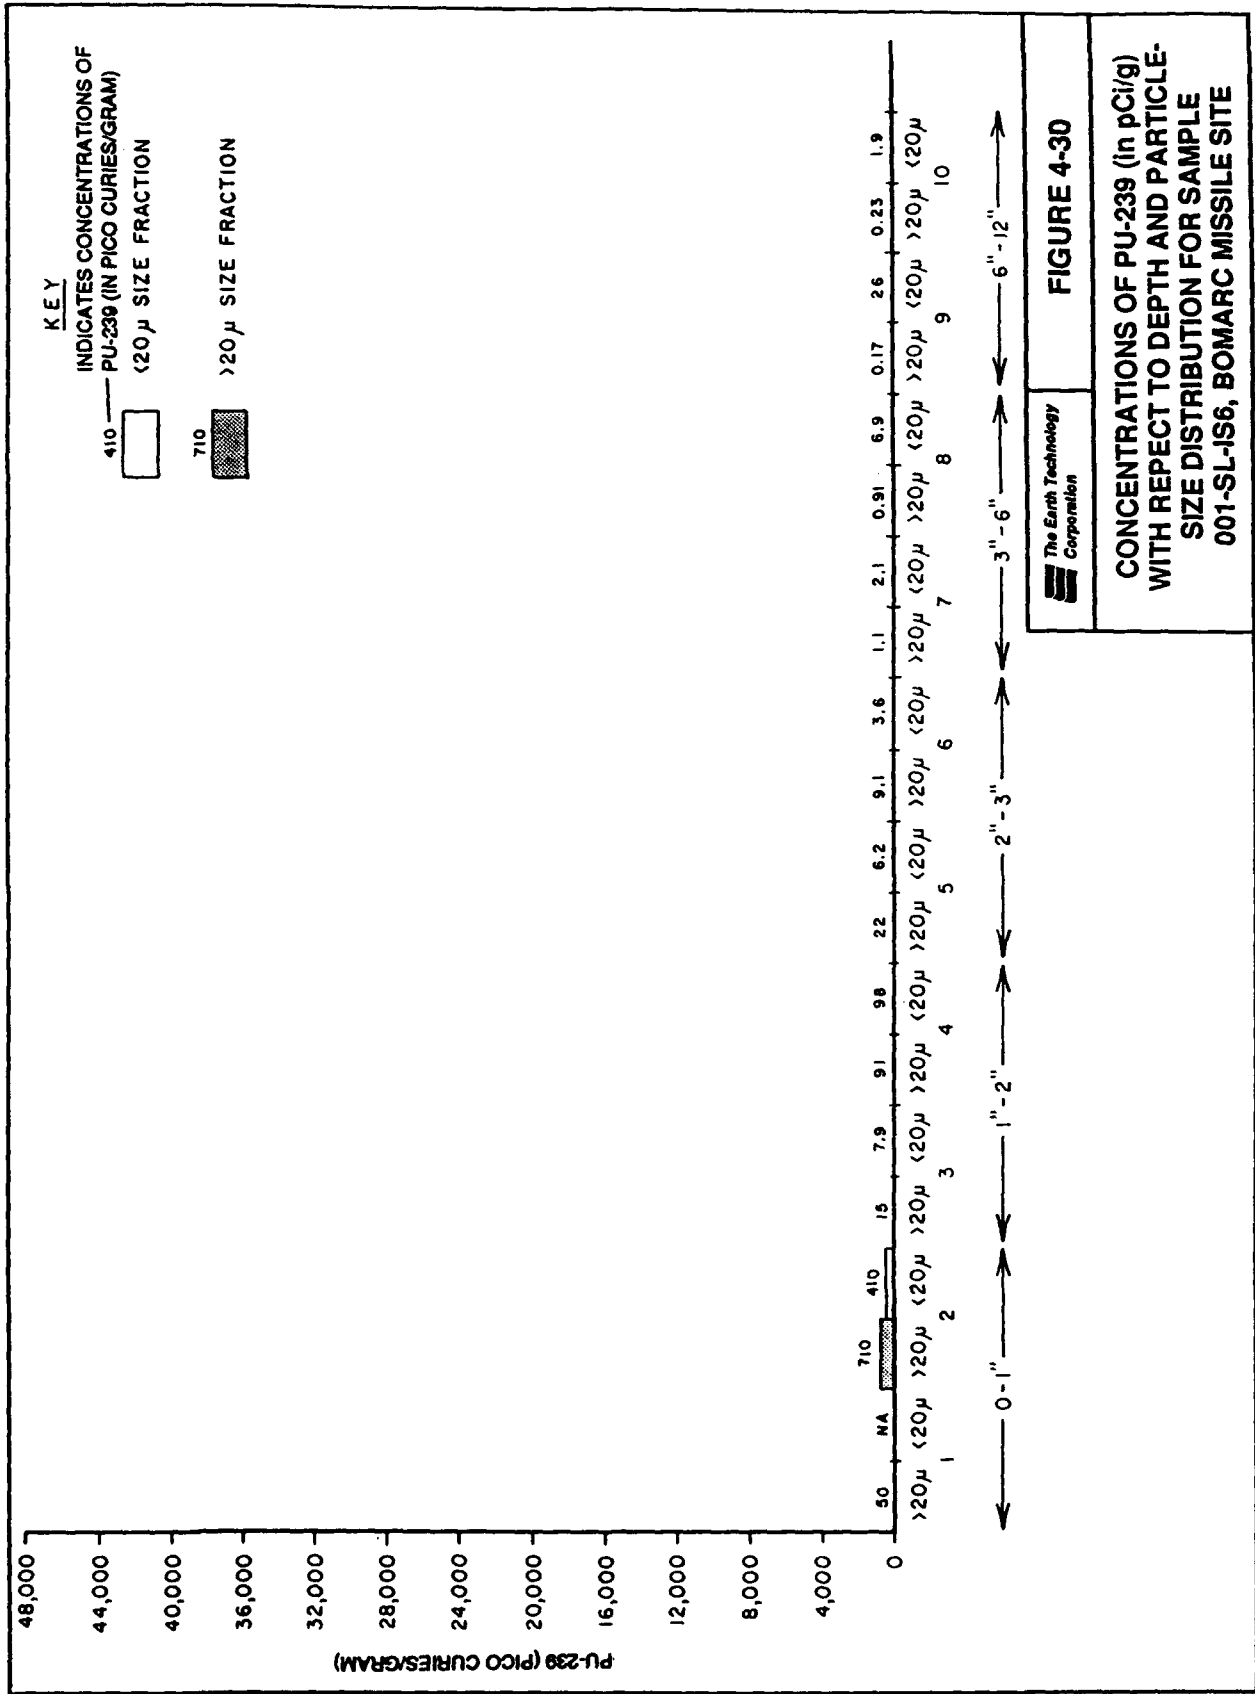 KEY
INDICATES CONCENTRATIONS OF
410 PU-239 (IN PICO CURIES/GRAM)
<20μ SIZE FRACTION
710
>20μ SIZE FRACTION
PU-239 (PICO CURIES/GRAM)
48,000
44,000
40,000
36,000
32,000
28,000
24,000
20,000
16,000
12,000
8,000
4,000
0
50 NA 710 410 15 7.9 91 98 22 6.2 9.1 3.6 1.1 2.1 0.91 6.9 0.17 26 0.23 1.9
>20μ <20μ >20μ <20μ >20μ <20μ >20μ <20μ >20μ <20μ >20μ <20μ >20μ <20μ >20μ <20μ >20μ <20μ >20μ <20μ
1 2 3 4 5 6 7 8 9 10
0-1" 1"-2" 2"-3" 3"-6" 6"-12"
The Earth Technology
Corporation
FIGURE 4-30
CONCENTRATIONS OF PU-239 (in pCi/g)
WITH REPECT TO DEPTH AND PARTICLE-
SIZE DISTRIBUTION FOR SAMPLE
001-SL-IS6, BOMARC MISSILE SITE